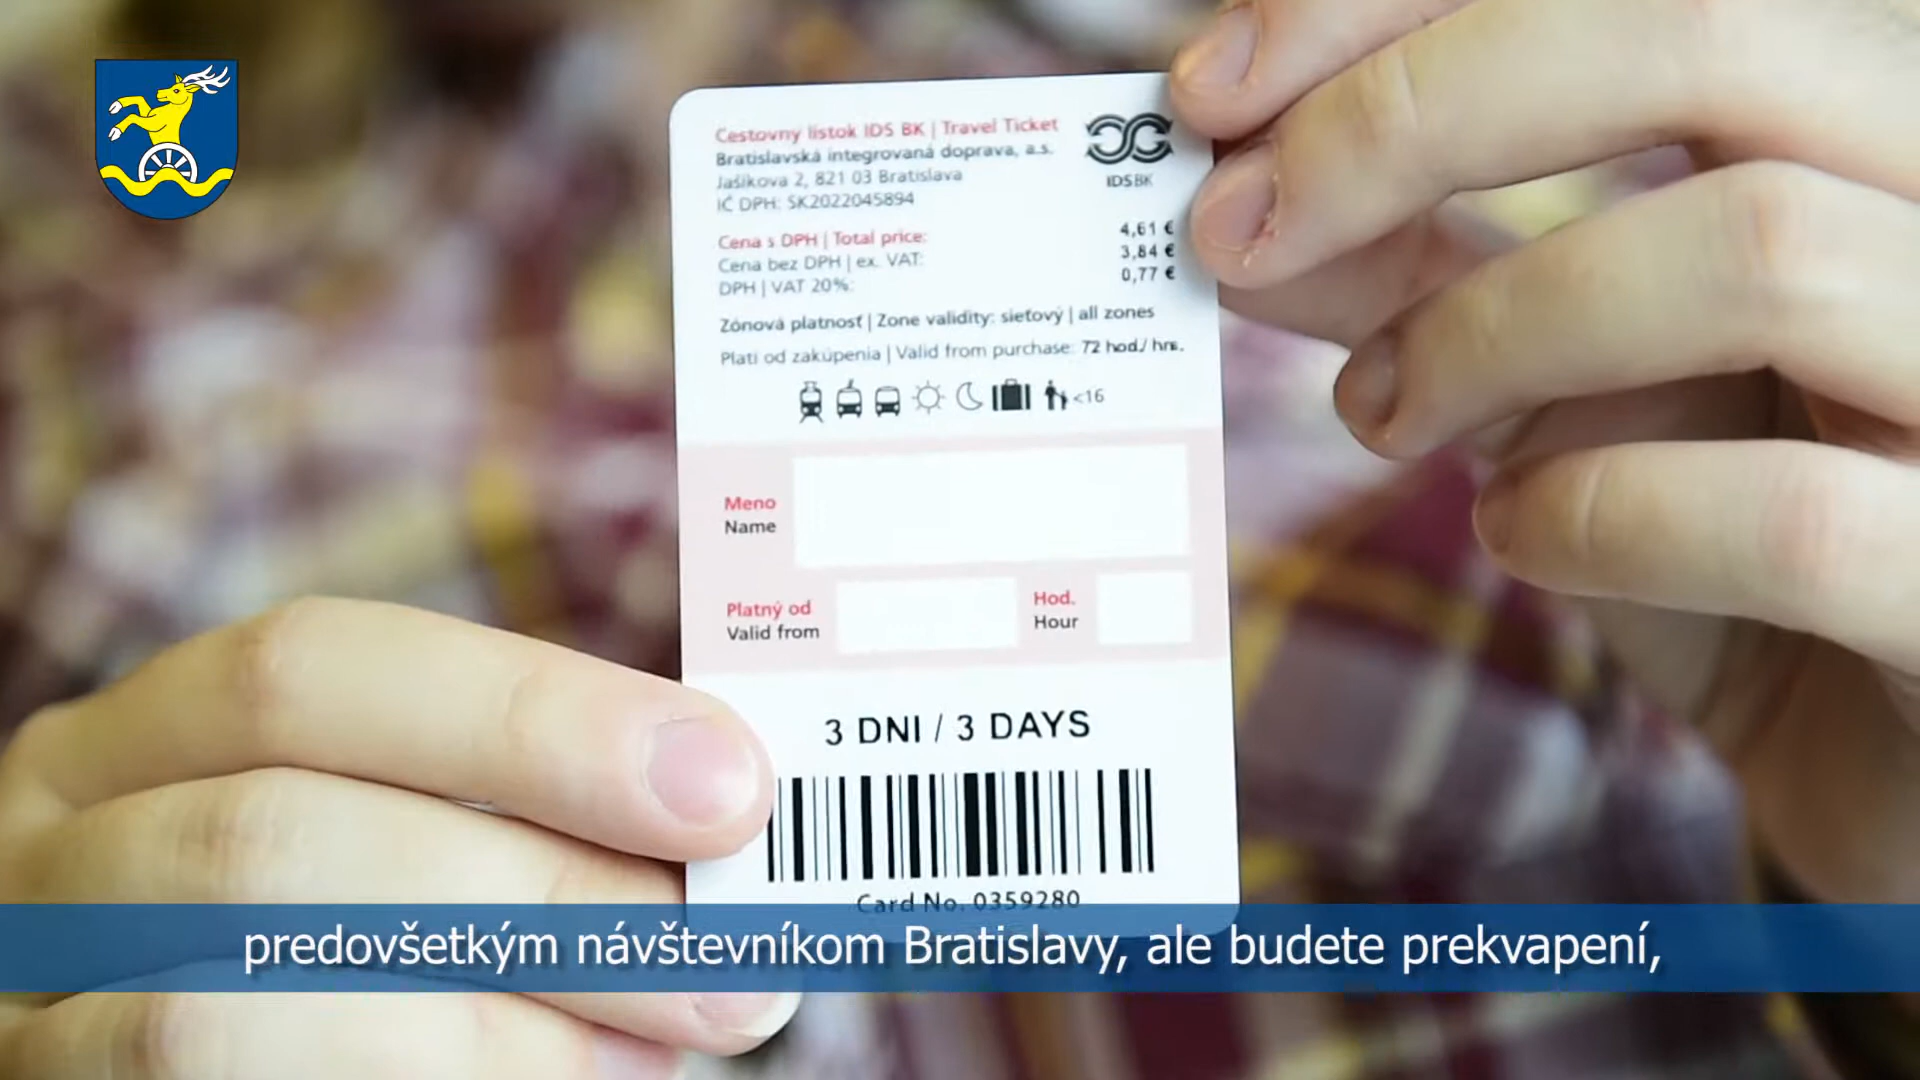 Cestovný lístok IDS BK | Travel Ticket
Bratislavská integrovaná doprava, a.s.
Jašíkova 2, 821 03 Bratislava
IČ DPH: SK2022045894
IDSBK
Cena s DPH | Total price: 4,61 €
Cena bez DPH | ex. VAT: 3,84 €
DPH | VAT 20%: 0,77 €
Zónová platnosť | Zone validity: sieťový | all zones
Platí od zakúpenia | Valid from purchase: 72 hod./ hrs.
<16
Meno
Name
Platný od
Valid from
Hod.
Hour
3 DNI / 3 DAYS
Card No. 0359280
predovšetkým návštevníkom Bratislavy, ale budete prekvapení,